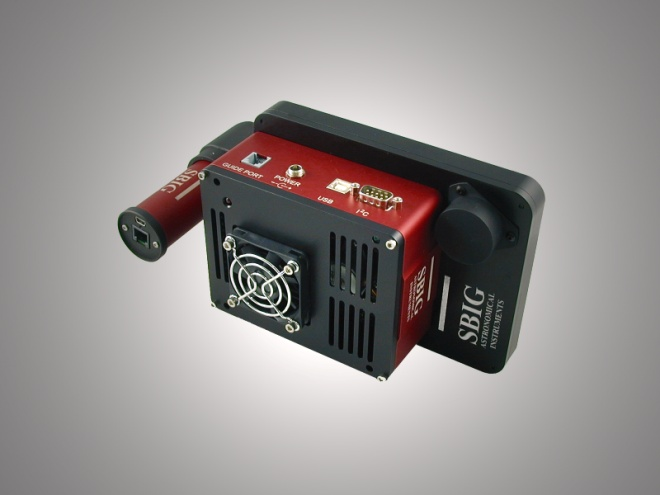 SBIG
GUIDE PORT
POWER
USB
I²C
SBIG
SBIG
ASTRONOMICAL
INSTRUMENTS